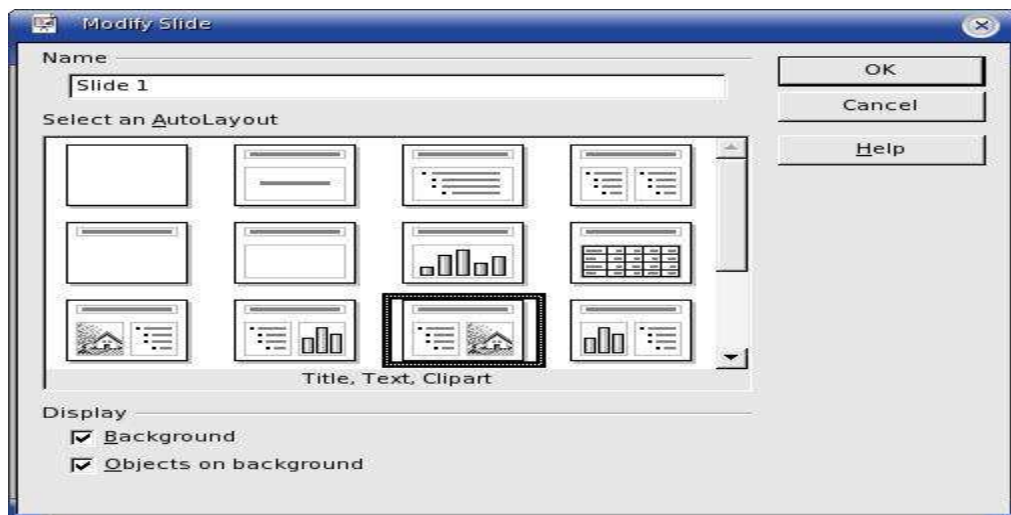 Modify Slide
Name
Slide 1
OK
Cancel
Select an AutoLayout
Help
Title, Text, Clipart
Display
Background
Objects on background